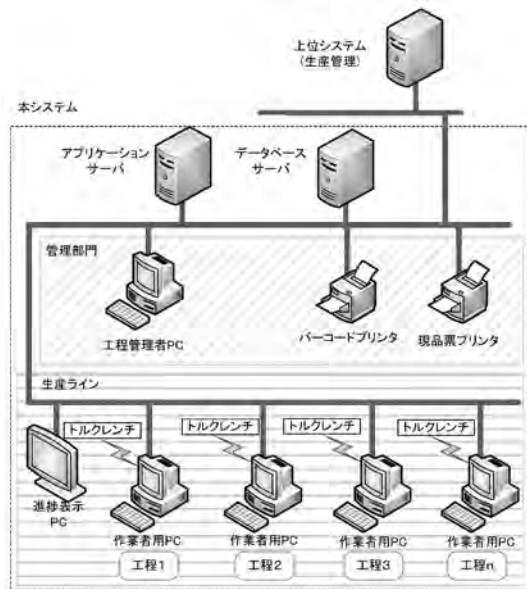 上位システム
(生産管理)
本システム
アプリケーション
サーバ
データベース
サーバ
管理部門
工程管理者PC
バーコードプリンタ
現品票プリンタ
生産ライン
トルクレンチ
トルクレンチ
トルクレンチ
トルクレンチ
進捗表示
PC
作業者用PC
作業者用PC
作業者用PC
作業者用PC
工程1
工程2
工程3
工程n